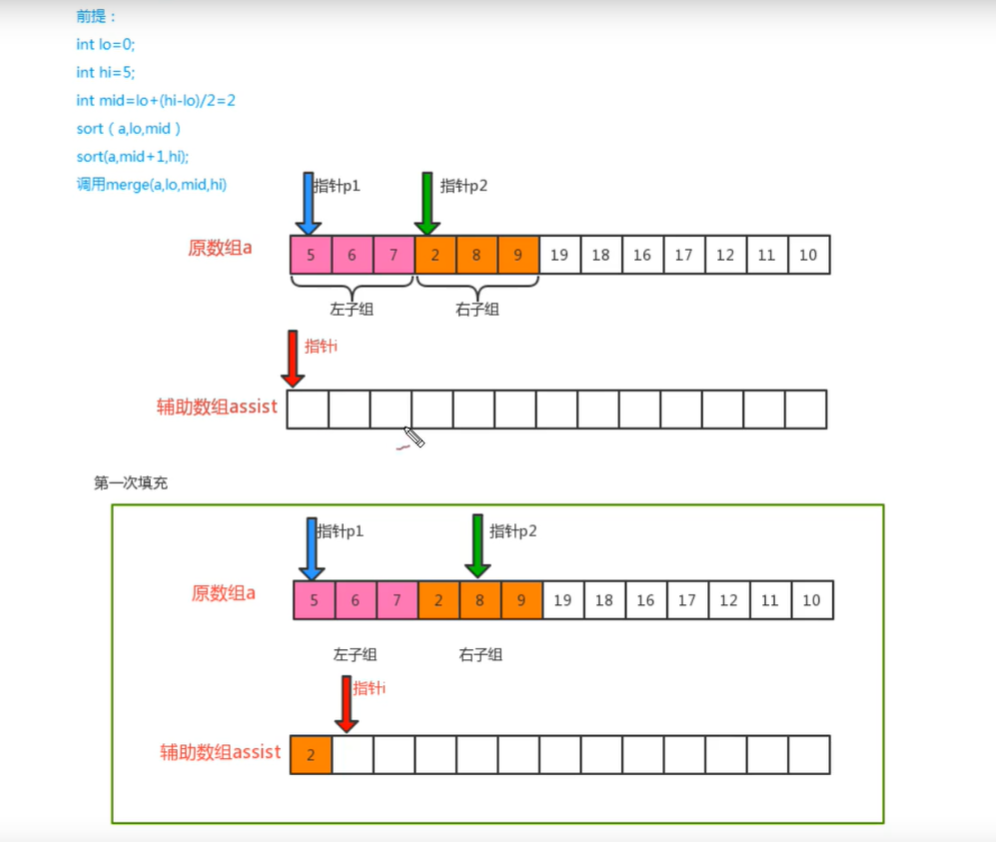 前提：
int lo=0;
int hi=5;
int mid=lo+(hi-lo)/2=2
sort（a,lo,mid）
sort(a,mid+1,hi);
调用merge(a,lo,mid,hi)
指针p1 指针p2
原数组a 5 6 7 2 8 9 19 18 16 17 12 11 10
左子组 右子组
指针i
辅助数组assist
第一次填充
指针p1 指针p2
原数组a 5 6 7 2 8 9 19 18 16 17 12 11 10
左子组 右子组
指针i
辅助数组assist 2